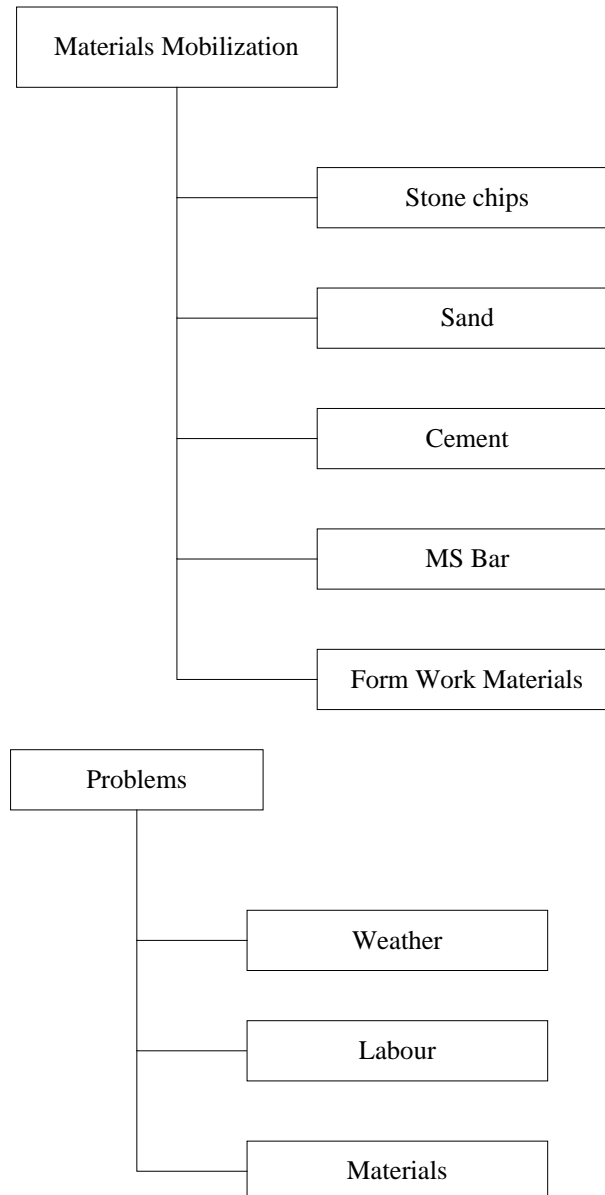 Materials Mobilization
Stone chips
Sand
Cement
MS Bar
Form Work Materials
Problems
Weather
Labour
Materials